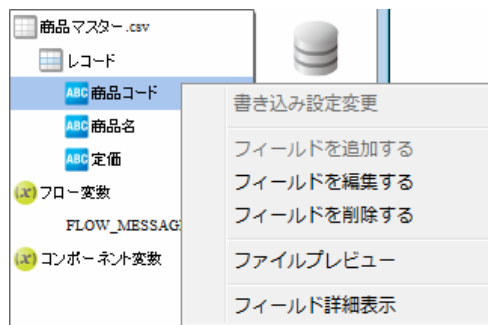 商品マスター.csv
レコード
ABC 商品コード
ABC 商品名
ABC 定価
(x) フロー変数
FLOW_MESSAG
(x) コンポーネント変数
書き込み設定変更
フィールドを追加する
フィールドを編集する
フィールドを削除する
ファイルプレビュー
フィールド詳細表示